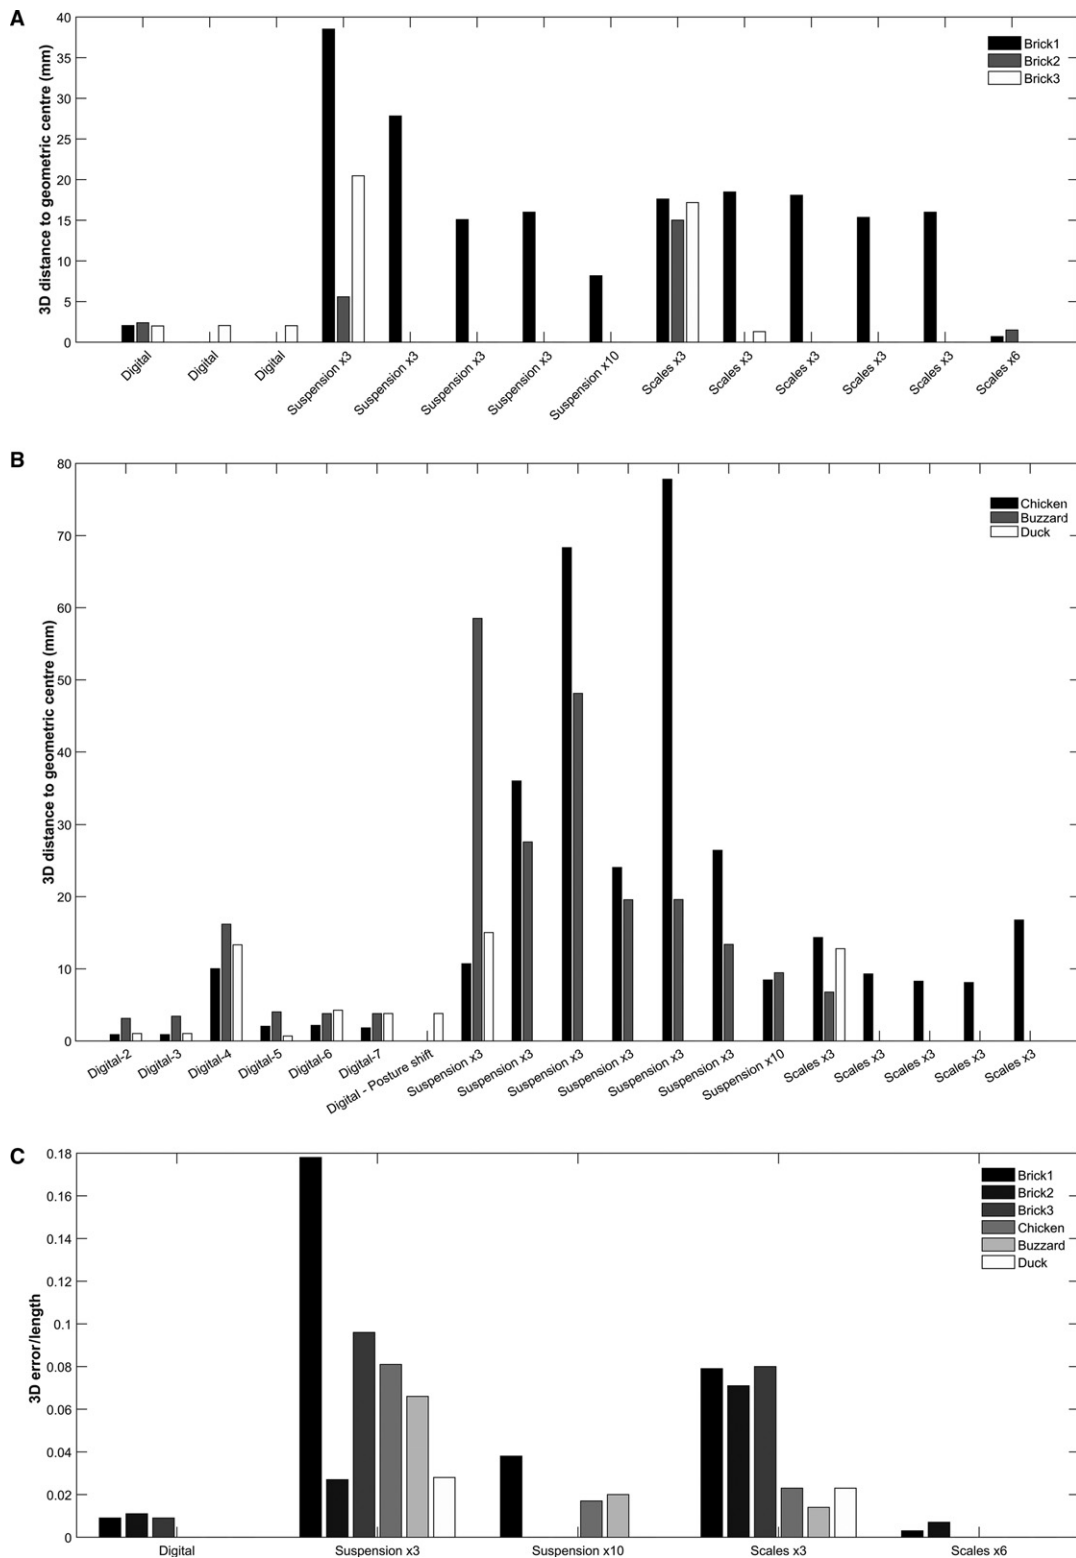 A
3D distance to geometric centre (mm)
40
35
30
25
20
15
10
5
0
Brick1
Brick2
Brick3
Digital
Digital
Digital
Suspension x3
Suspension x3
Suspension x3
Suspension x3
Suspension x10
Scales x3
Scales x3
Scales x3
Scales x3
Scales x3
Scales x6
B
3D distance to geometric centre (mm)
80
70
60
50
40
30
20
10
0
Chicken
Buzzard
Duck
Digital-2
Digital-3
Digital-4
Digital-5
Digital-6
Digital-7
Digital - Posture shift
Suspension x3
Suspension x3
Suspension x3
Suspension x3
Suspension x3
Suspension x3
Suspension x10
Scales x3
Scales x3
Scales x3
Scales x3
Scales x3
C
3D error/length
0.18
0.16
0.14
0.12
0.1
0.08
0.06
0.04
0.02
0
Brick1
Brick2
Brick3
Chicken
Buzzard
Duck
Digital
Suspension x3
Suspension x10
Scales x3
Scales x6